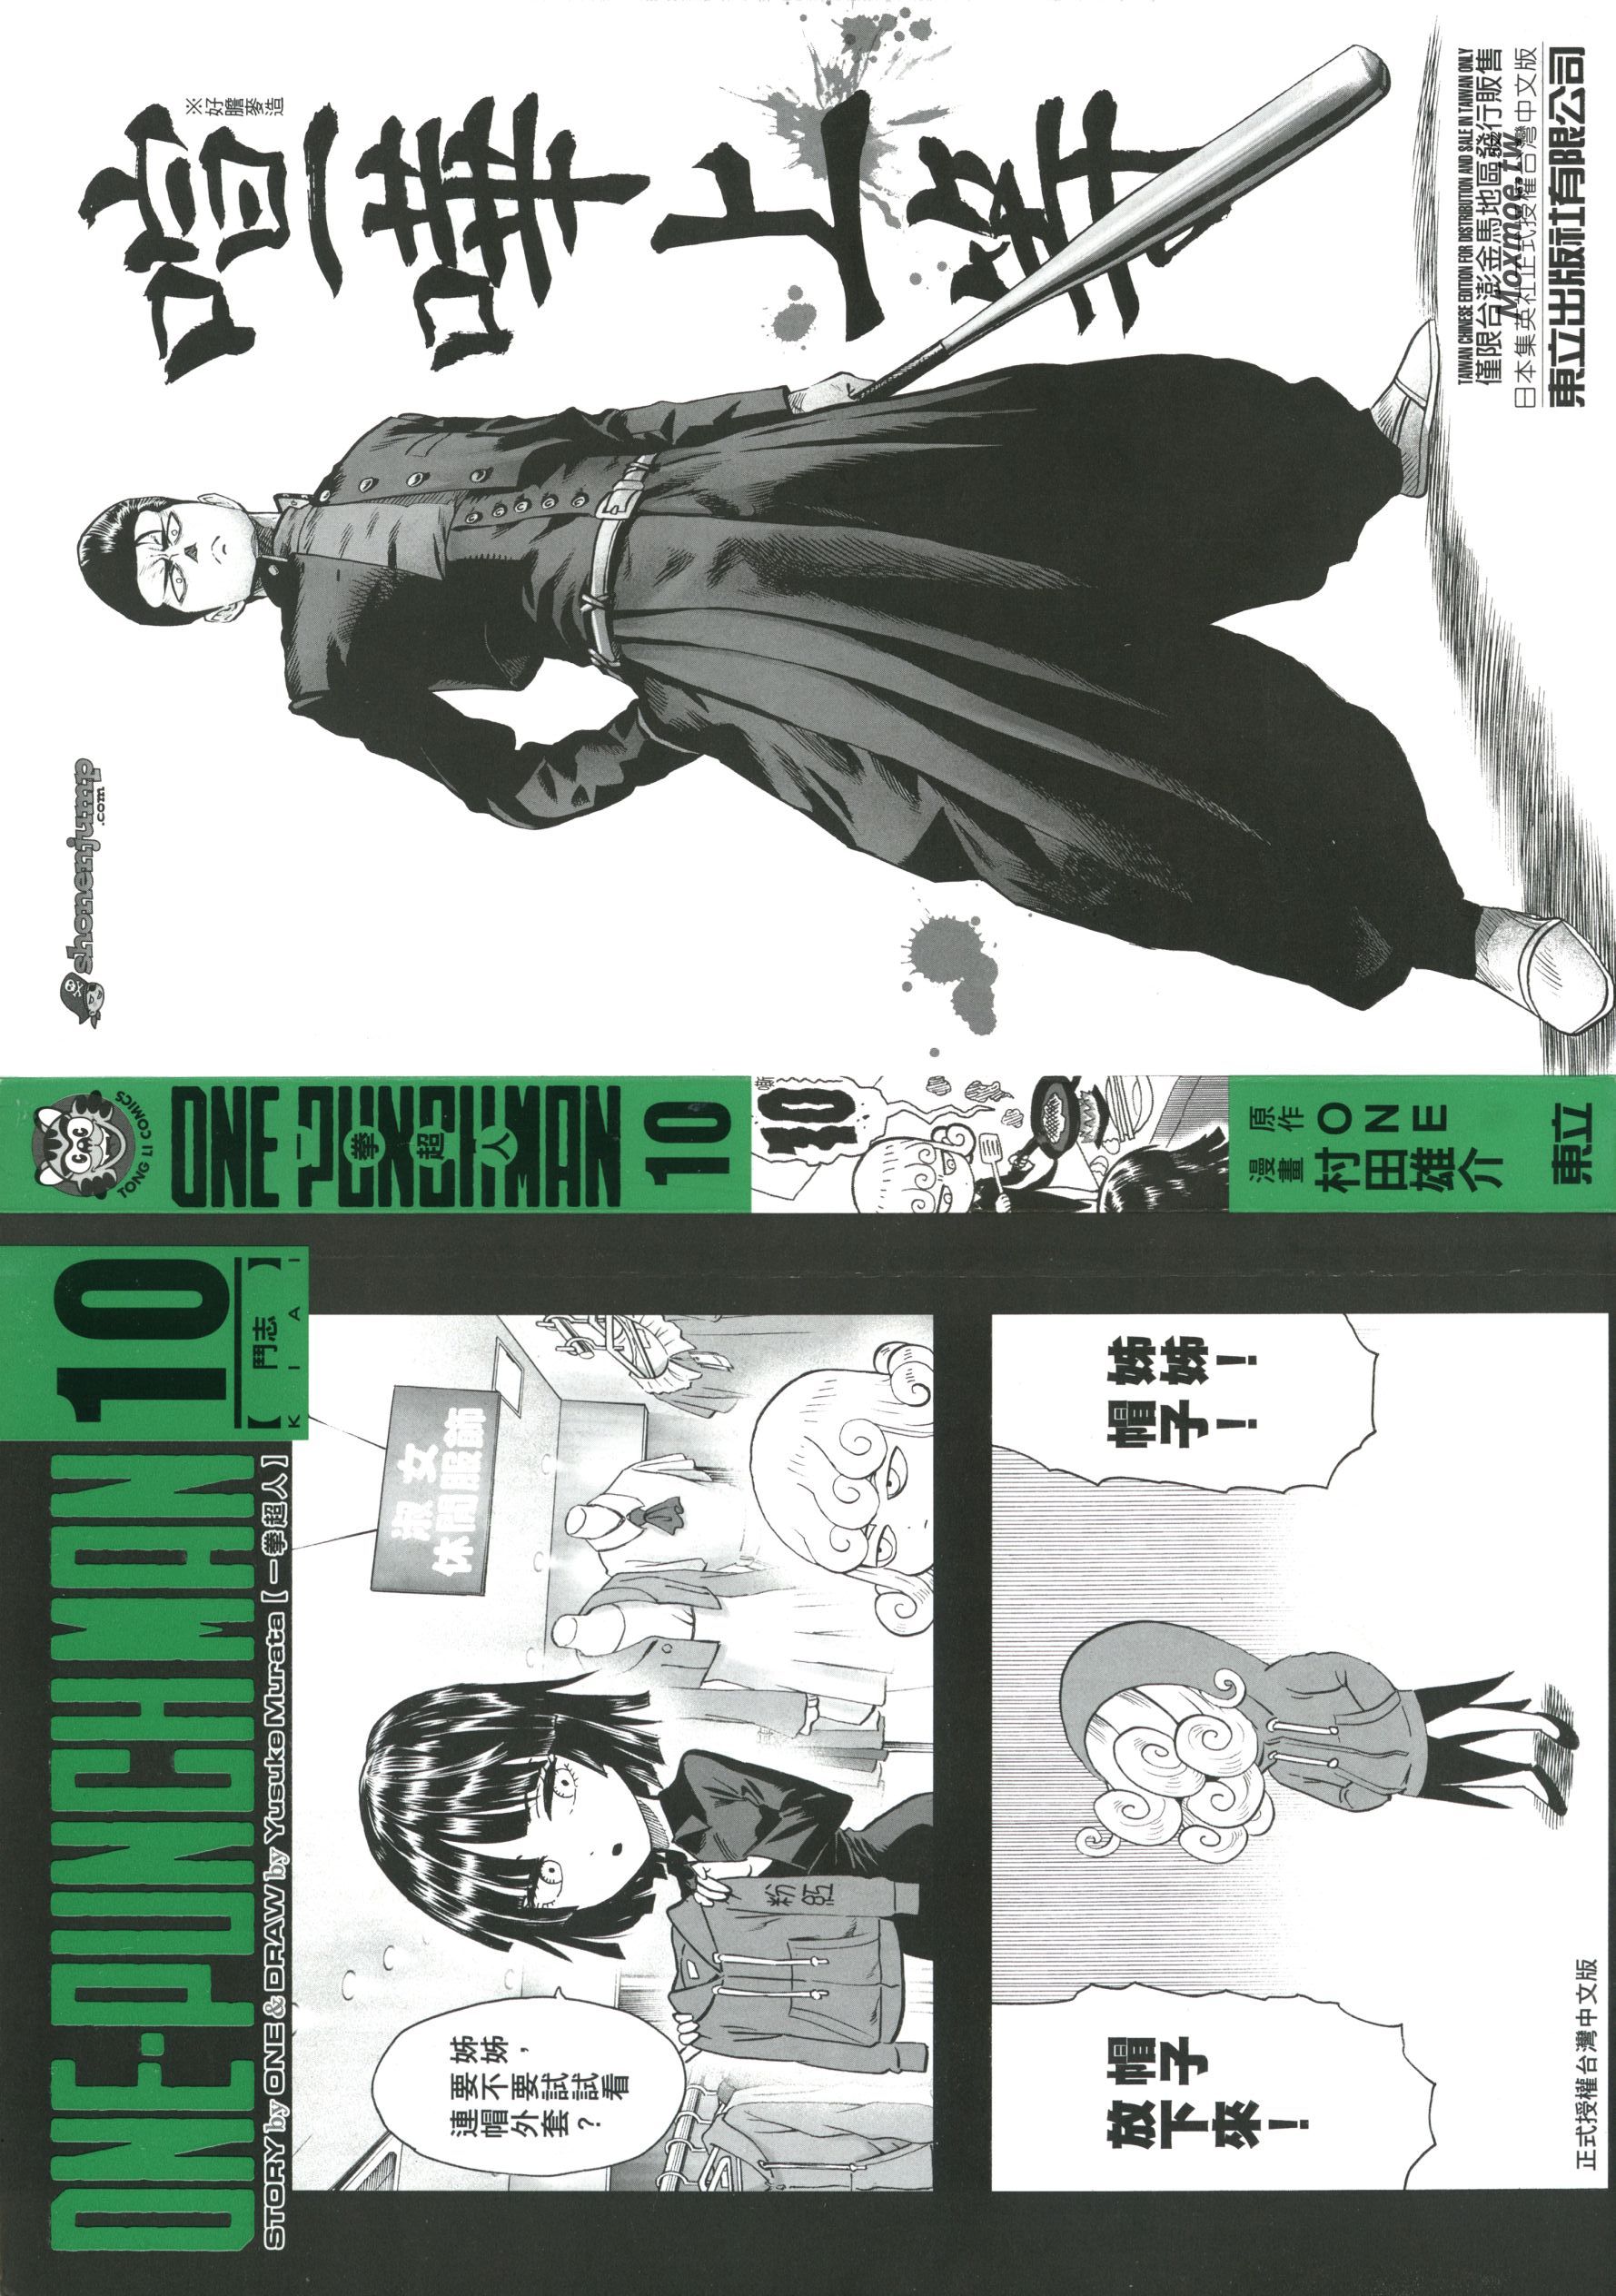 喧嘩上等
※好膽麥造
shonenjump
.com
TAIWAN CHINESE EDITION FOR DISTRIBUTION AND SALE IN TAIWAN ONLY
僅限台澎金馬地區發行販售
日本集英社正式授權台灣中文版
東立出版社有限公司
Moxmoe.tw
TONG LI COMICS
ONE PUNCH-MAN
一拳超人
10
10
原作
ONE
漫畫
村田雄介
東立
ONE-PUNCH MAN
10
【鬥志】
KIAI
STORY by ONE & DRAW by Yusuke Murata【一拳超人】
淑女
休閒服飾
姊姊，
要不要試試看
連帽外套？
粉紅
姊姊！
帽子！
帽子
放下來！
正式授權台灣中文版